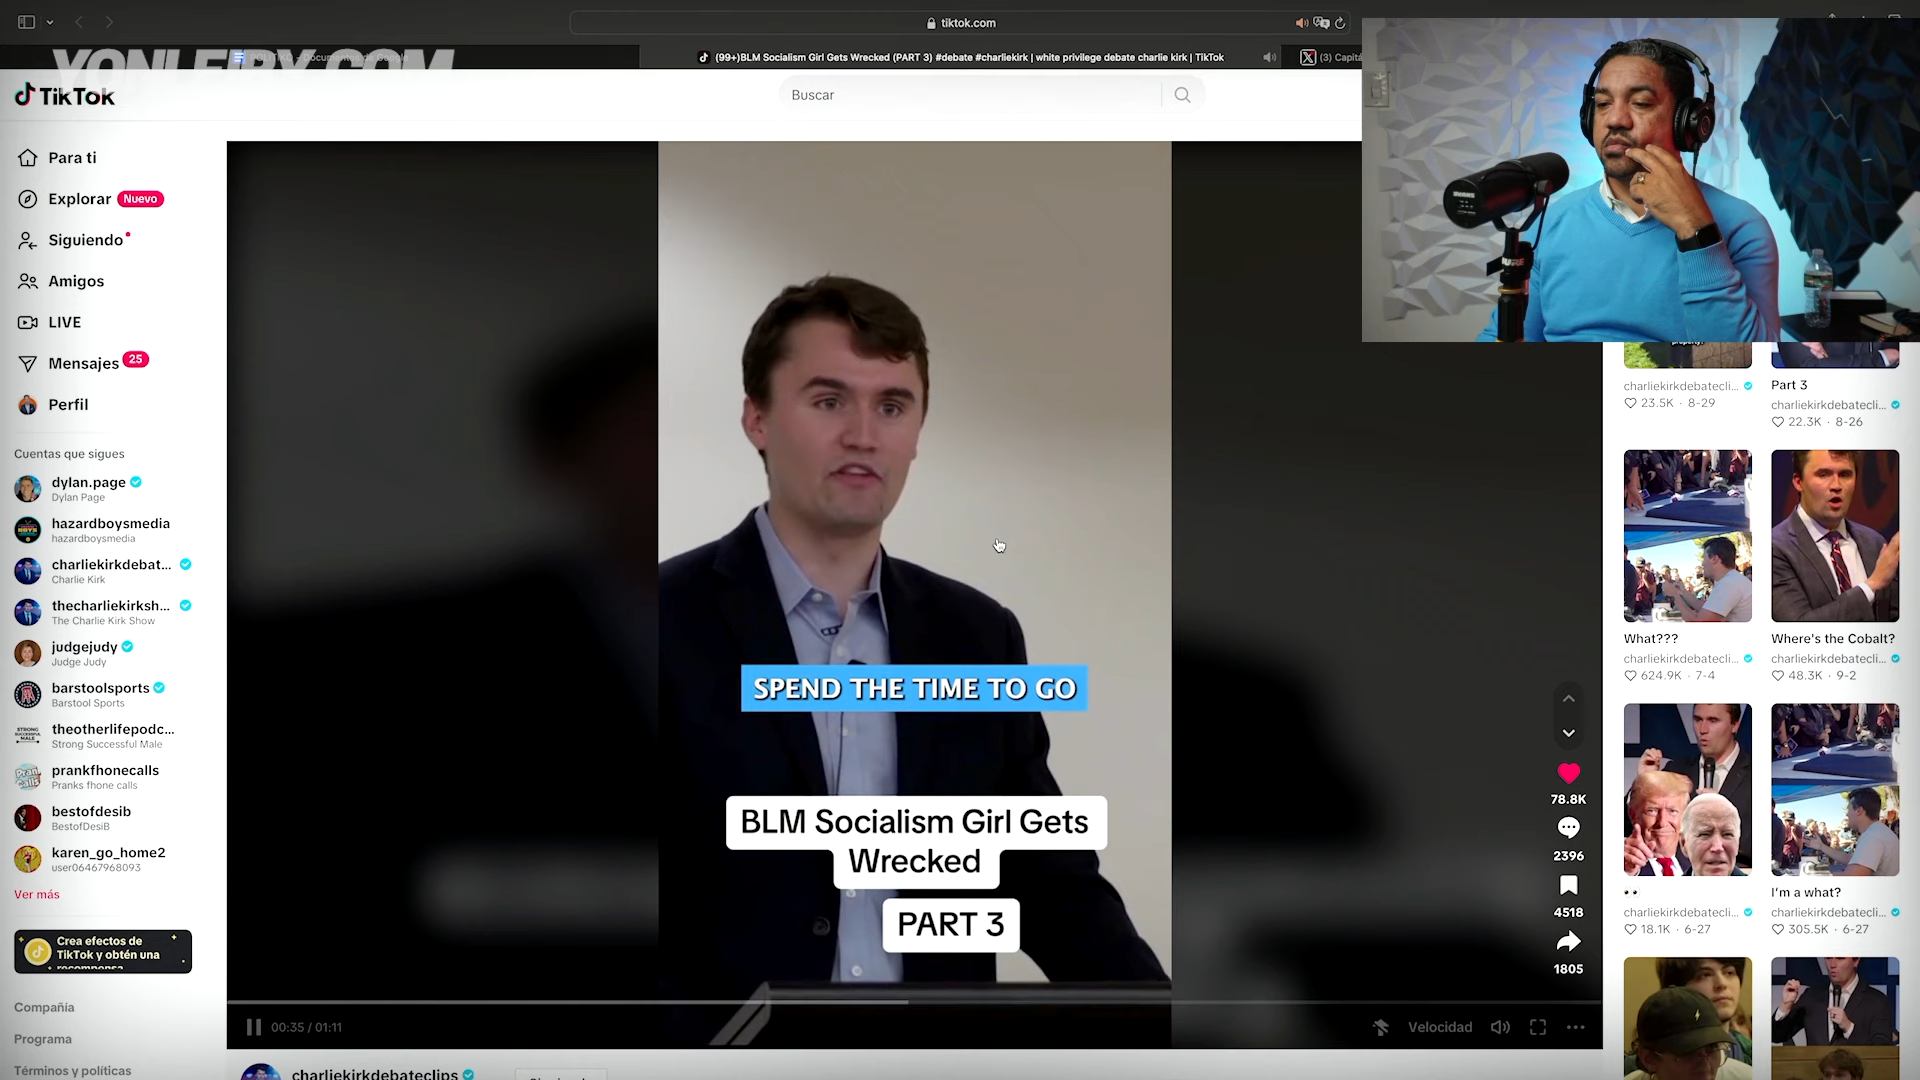 tiktok.com
YONLEIBY.COM
(99+)BLM Socialism Girl Gets Wrecked (PART 3) #debate #charliekirk | white privilege debate charlie kirk | TikTok
(3) Capitá
TikTok
Buscar
Para ti
Explorar Nuevo
Siguiendo
Amigos
LIVE
Mensajes 25
Perfil
Cuentas que sigues
dylan.page
Dylan Page
hazardboysmedia
hazardboysmedia
charliekirkdebat...
Charlie Kirk
thecharliekirksh...
The Charlie Kirk Show
judgejudy
Judge Judy
barstoolsports
Barstool Sports
theotherlifepodc...
Strong Successful Male
prankfhonecalls
Pranks fhone calls
bestofdesib
BestofDesiB
karen_go_home2
user06467968093
Ver más
Crea efectos de
TikTok y obtén una
recompensa
Compañía
Programa
Términos y políticas
SPEND THE TIME TO GO
BLM Socialism Girl Gets
Wrecked
PART 3
00:35 / 01:11
Velocidad
78.8K
2396
4518
1805
charliekirkdebateclips
charliekirkdebatecli...
23.5K · 8-29
Part 3
charliekirkdebatecli...
22.3K · 8-26
What???
charliekirkdebatecli...
624.9K · 7-4
Where's the Cobalt?
charliekirkdebatecli...
48.3K · 9-2
charliekirkdebatecli...
18.1K · 6-27
I'm a what?
charliekirkdebatecli...
305.5K · 6-27